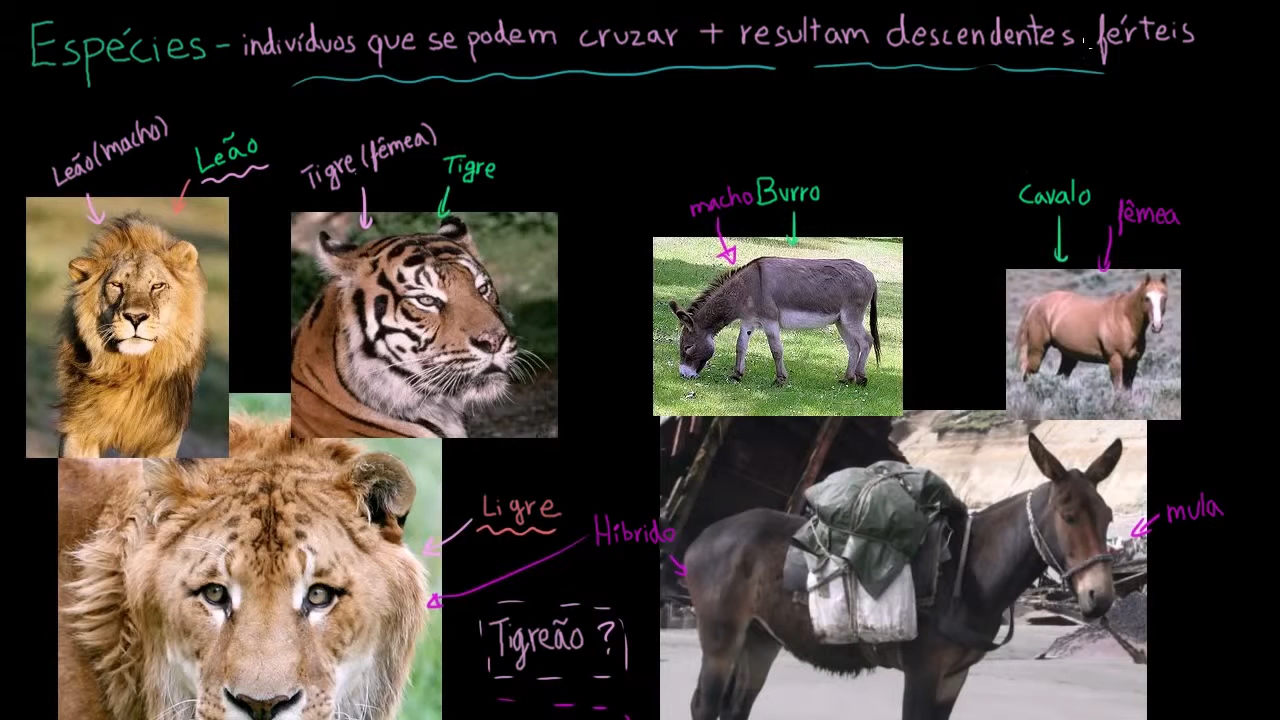 Espécies - indivíduos que se podem cruzar + resultam descendentes férteis
Leão (macho)
Leão
Tigre (fêmea)
Tigre
macho
Burro
Cavalo
fêmea
Ligre
Híbrido
mula
Tigreão ?